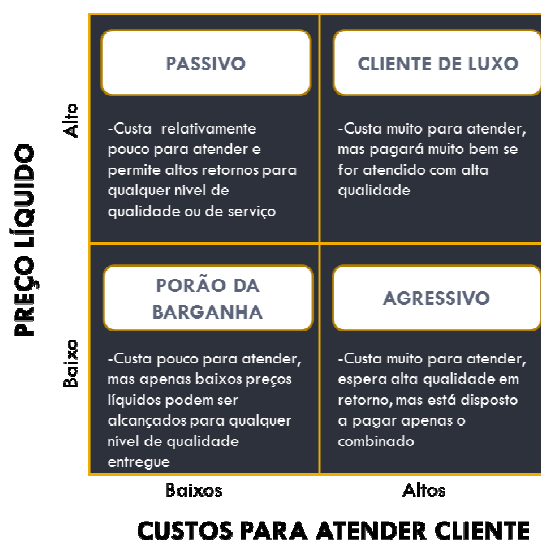 PREÇO LÍQUIDO
Alto
PASSIVO
-Custa relativamente
pouco para atender e
permite altos retornos para
qualquer nível de
qualidade ou de serviço
CLIENTE DE LUXO
-Custa muito para atender,
mas pagará muito bem se
for atendido com alta
qualidade
Baixo
PORÃO DA
BARGANHA
-Custa pouco para atender,
mas apenas baixos preços
líquidos podem ser
alcançados para qualquer
nível de qualidade
entregue
AGRESSIVO
-Custa muito para atender,
espera alta qualidade em
retorno, mas está disposto
a pagar apenas o
combinado
Baixos
Altos
CUSTOS PARA ATENDER CLIENTE